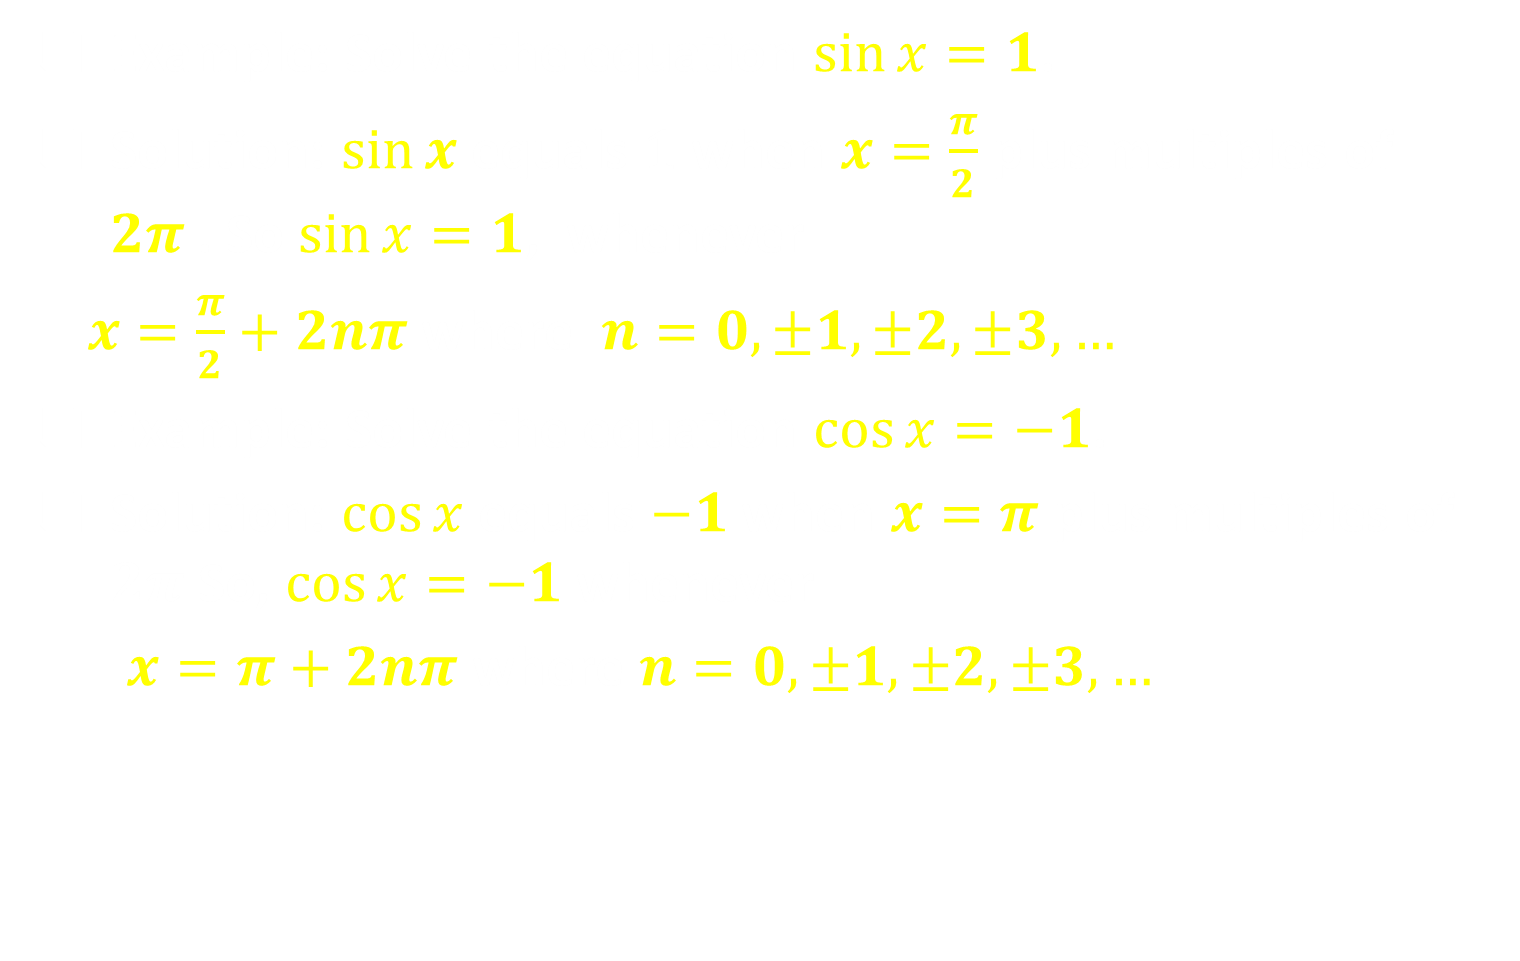 sin x = 1
sin x x = π/2
2π sin x = 1
x = π/2 + 2nπ n = 0, ±1, ±2, ±3, …
cos x = −1
cos x −1 x = π
cos x = −1
x = π + 2nπ n = 0, ±1, ±2, ±3, …